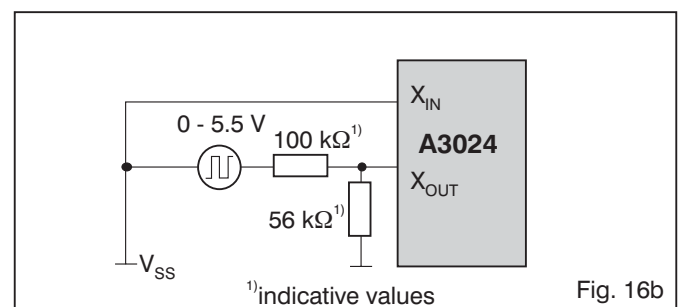 X_IN
0 - 5.5 V
100 kΩ¹⁾
A3024
X_OUT
56 kΩ¹⁾
V_SS
¹⁾indicative values
Fig. 16b